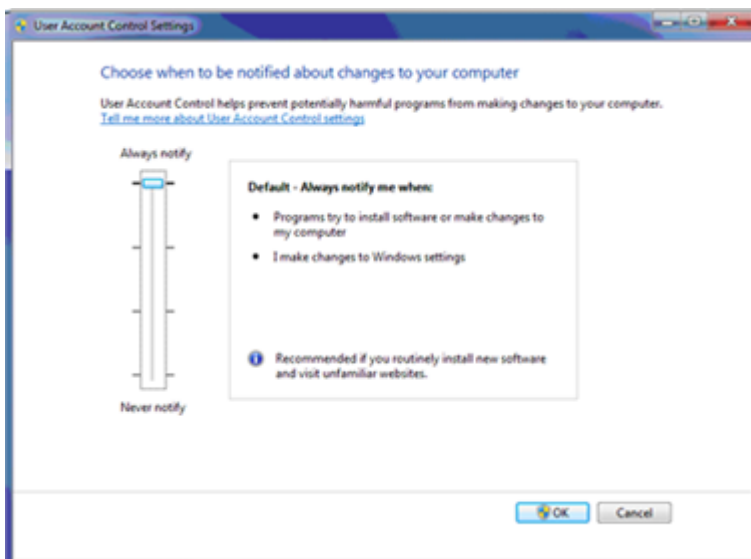 User Account Control Settings
Choose when to be notified about changes to your computer
User Account Control helps prevent potentially harmful programs from making changes to your computer.
Tell me more about User Account Control settings
Always notify
Default - Always notify me when:
• Programs try to install software or make changes to
my computer
• I make changes to Windows settings
Recommended if you routinely install new software
and visit unfamiliar websites.
Never notify
OK Cancel